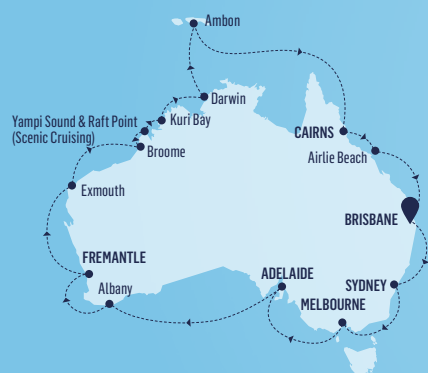 Ambon
Darwin
Yampi Sound & Raft Point
(Scenic Cruising)
Kuri Bay
CAIRNS
Broome
Airlie Beach
Exmouth
BRISBANE
FREMANTLE
ADELAIDE
Albany
SYDNEY
MELBOURNE